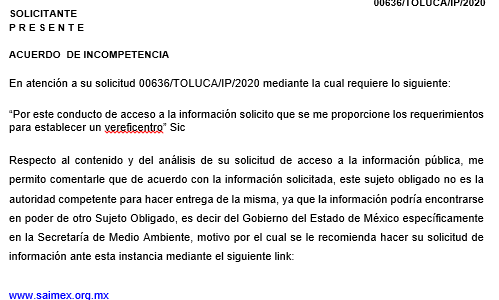 00636/TOLUCA/IP/2020
SOLICITANTE
P R E S E N T E
ACUERDO DE INCOMPETENCIA
En atención a su solicitud 00636/TOLUCA/IP/2020 mediante la cual requiere lo siguiente:
“Por este conducto de acceso a la información solicito que se me proporcione los requerimientos
para establecer un vereficentro” Sic
Respecto al contenido y del análisis de su solicitud de acceso a la información pública, me
permito comentarle que de acuerdo con la información solicitada, este sujeto obligado no es la
autoridad competente para hacer entrega de la misma, ya que la información podría encontrarse
en poder de otro Sujeto Obligado, es decir del Gobierno del Estado de México específicamente
en la Secretaría de Medio Ambiente, motivo por el cual se le recomienda hacer su solicitud de
información ante esta instancia mediante el siguiente link:
www.saimex.org.mx